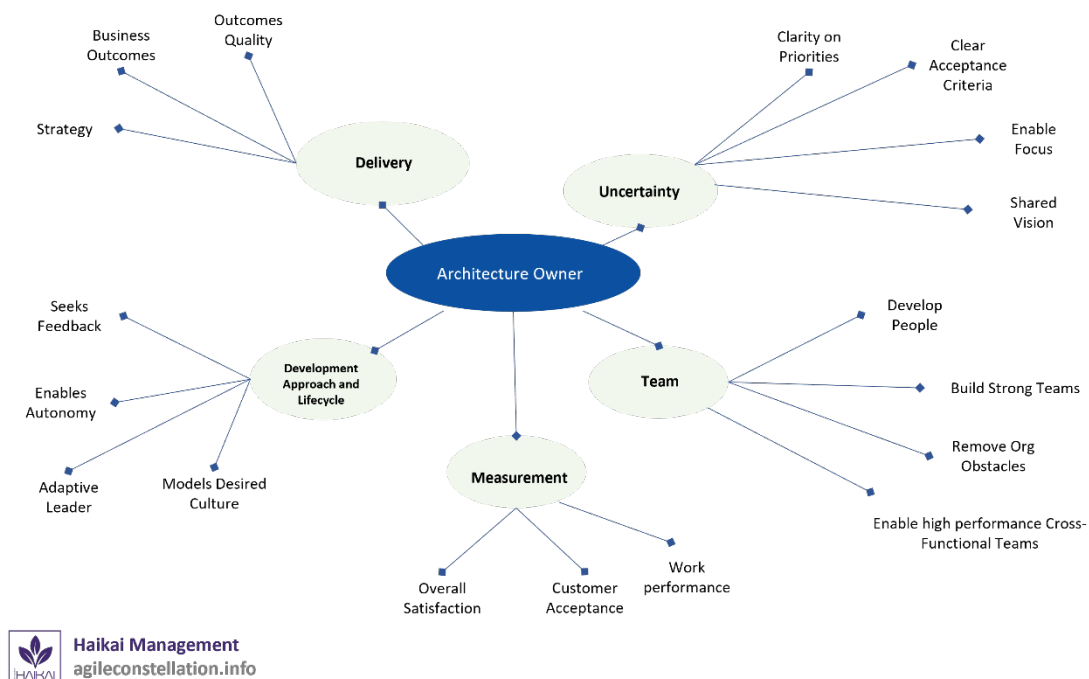 Outcomes
Quality
Business
Outcomes
Strategy
Delivery
Clarity on
Priorities
Clear
Acceptance
Criteria
Enable
Focus
Shared
Vision
Uncertainty
Architecture Owner
Seeks
Feedback
Enables
Autonomy
Adaptive
Leader
Models Desired
Culture
Development
Approach and
Lifecycle
Measurement
Overall
Satisfaction
Customer
Acceptance
Work
performance
Team
Develop
People
Build Strong Teams
Remove Org
Obstacles
Enable high performance Cross-
Functional Teams
HAIKAI
Haikai Management
agileconstellation.info